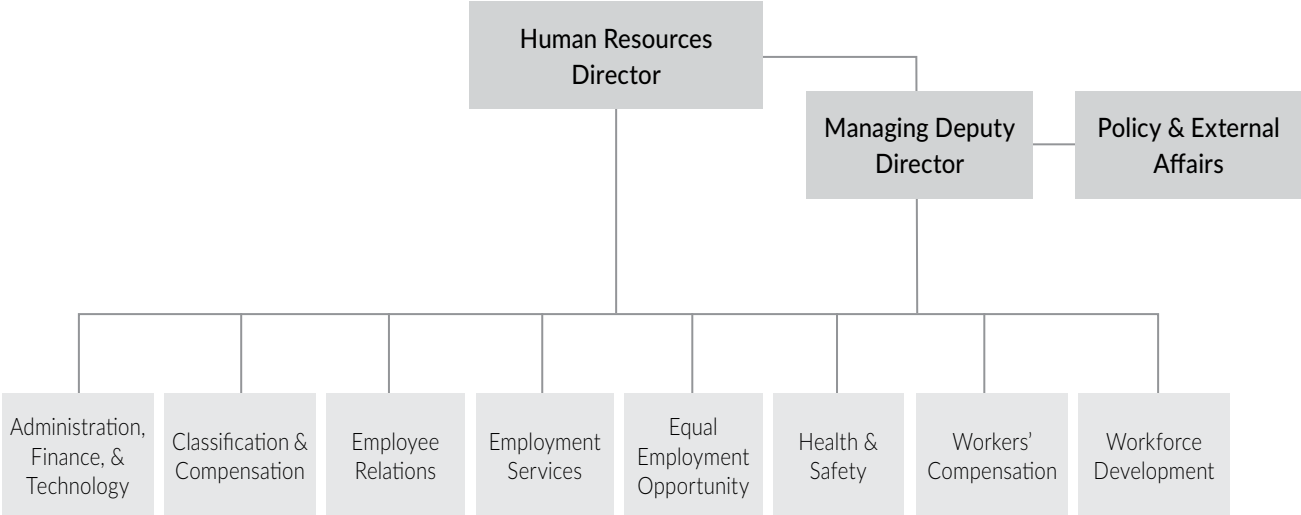 Human Resources
Director
Managing Deputy
Director
Policy & External
Affairs
Administration,
Finance, &
Technology
Classification &
Compensation
Employee
Relations
Employment
Services
Equal
Employment
Opportunity
Health &
Safety
Workers’
Compensation
Workforce
Development